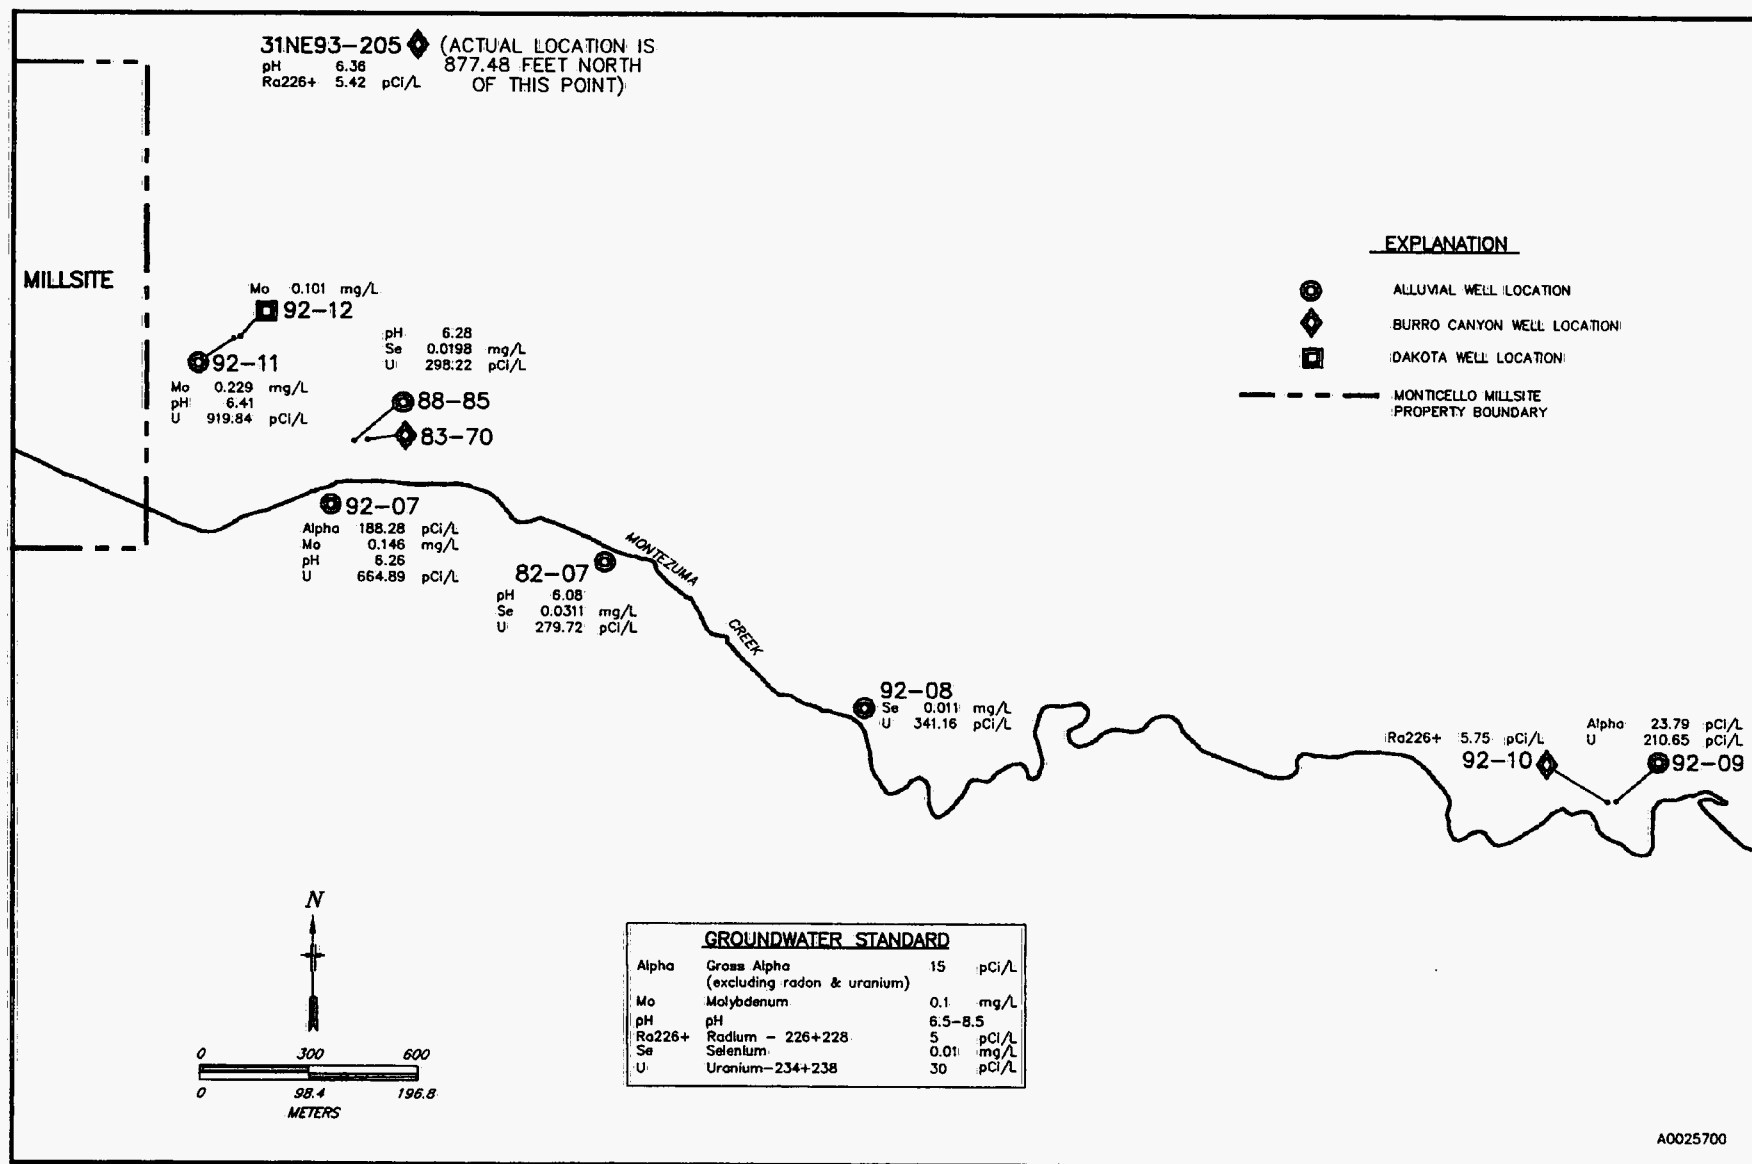 31NE93-205 (ACTUAL LOCATION IS
877.48 FEET NORTH
OF THIS POINT)
pH 6.36
Ra226+ 5.42 pCi/L
MILLSITE
Mo 0.101 mg/L
92-12
92-11
Mo 0.229 mg/L
pH 6.41
U 919.84 pCi/L
pH 6.28
Se 0.0198 mg/L
U 298.22 pCi/L
88-85
83-70
92-07
Alpha 188.28 pCi/L
Mo 0.146 mg/L
pH 6.26
U 664.89 pCi/L
82-07
pH 6.08
Se 0.0311 mg/L
U 279.72 pCi/L
MONTEZUMA
CREEK
92-08
Se 0.011 mg/L
U 341.16 pCi/L
Ra226+ 5.75 pCi/L
92-10
Alpha 23.79 pCi/L
U 210.65 pCi/L
92-09
EXPLANATION
ALLUVIAL WELL LOCATION
BURRO CANYON WELL LOCATION
DAKOTA WELL LOCATION
MONTICELLO MILLSITE
PROPERTY BOUNDARY
N
0 300 600
0 98.4 196.8
METERS
GROUNDWATER STANDARD
Alpha Gross Alpha 15 pCi/L
(excluding radon & uranium)
Mo Molybdenum 0.1 mg/L
pH pH 6.5-8.5
Ra226+ Radium - 226+228 5 pCi/L
Se Selenium 0.01 mg/L
U Uranium-234+238 30 pCi/L
A0025700